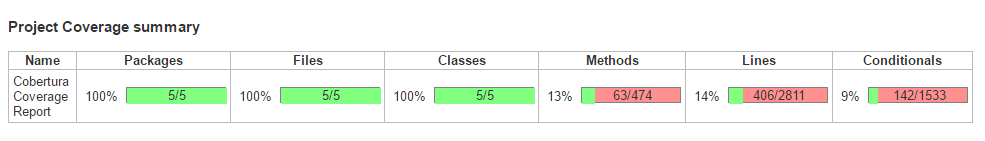 Project Coverage summary
Name Packages Files Classes Methods Lines Conditionals
Cobertura
Coverage 100% 5/5 100% 5/5 100% 5/5 13% 63/474 14% 406/2811 9% 142/1533
Report